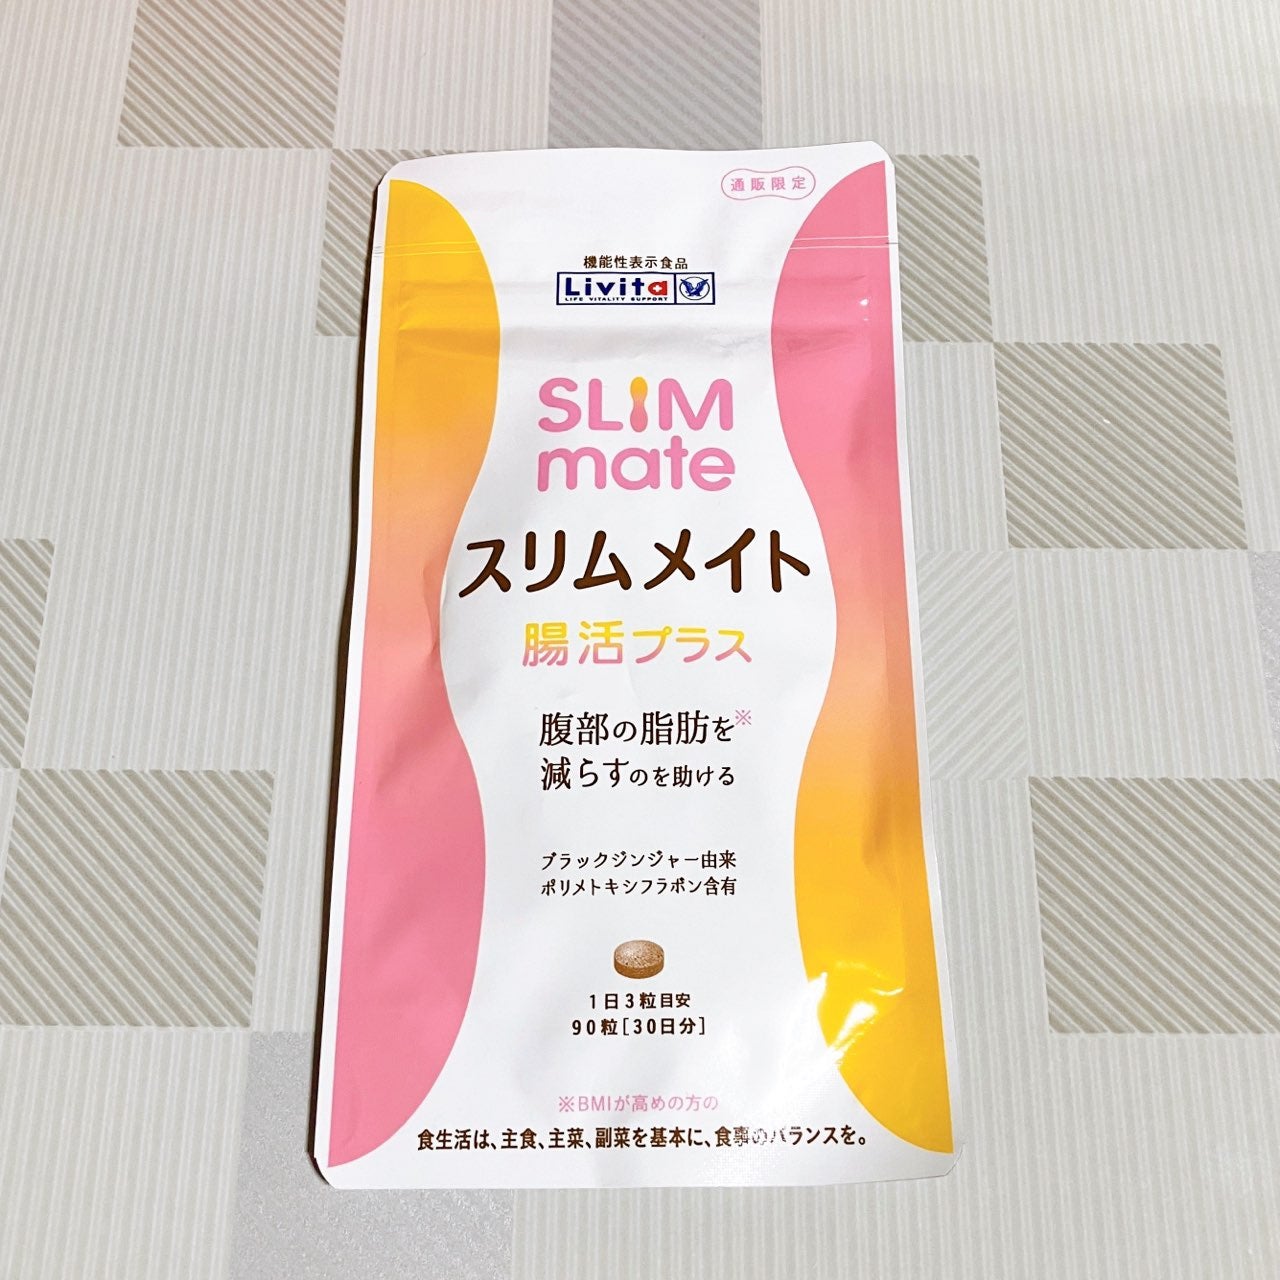 通販限定
機能性表示食品
Livita
LIFE VITALITY SUPPORT
SLIM
mate
スリムメイト
腸活プラス
腹部の脂肪を※
減らすのを助ける
ブラックジンジャー由来
ポリメトキシフラボン含有
1日3粒目安
90粒[30日分]
※BMIが高めの方の
食生活は、主食、主菜、副菜を基本に、食事のバランスを。